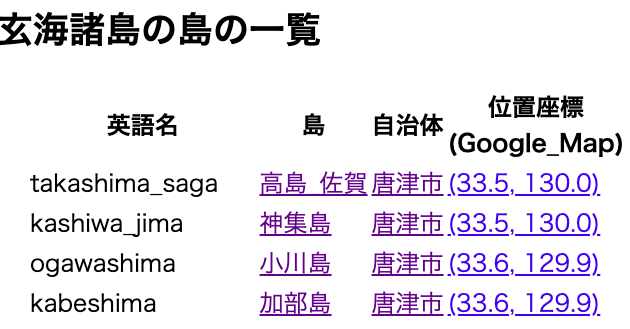 玄海諸島の島の一覧
英語名 島 自治体 位置座標
(Google_Map)
takashima_saga 高島_佐賀 唐津市 (33.5, 130.0)
kashiwa_jima 神集島 唐津市 (33.5, 130.0)
ogawashima 小川島 唐津市 (33.6, 129.9)
kabeshima 加部島 唐津市 (33.6, 129.9)